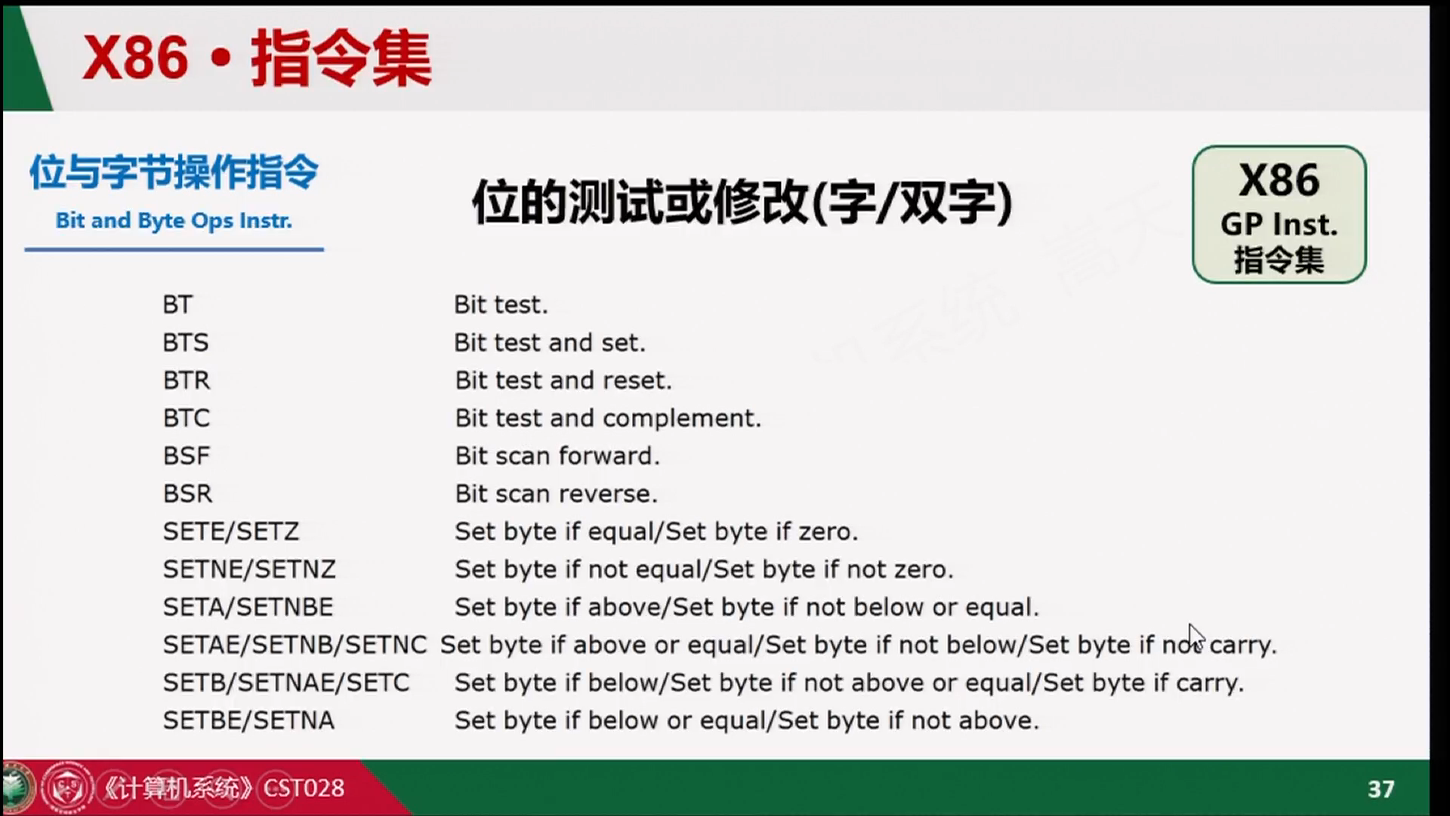 X86 • 指令集
位与字节操作指令
Bit and Byte Ops Instr.
位的测试或修改(字/双字)
X86
GP Inst.
指令集
BT Bit test.
BTS Bit test and set.
BTR Bit test and reset.
BTC Bit test and complement.
BSF Bit scan forward.
BSR Bit scan reverse.
SETE/SETZ Set byte if equal/Set byte if zero.
SETNE/SETNZ Set byte if not equal/Set byte if not zero.
SETA/SETNBE Set byte if above/Set byte if not below or equal.
SETAE/SETNB/SETNC Set byte if above or equal/Set byte if not below/Set byte if not carry.
SETB/SETNAE/SETC Set byte if below/Set byte if not above or equal/Set byte if carry.
SETBE/SETNA Set byte if below or equal/Set byte if not above.
《计算机系统》CST028
37